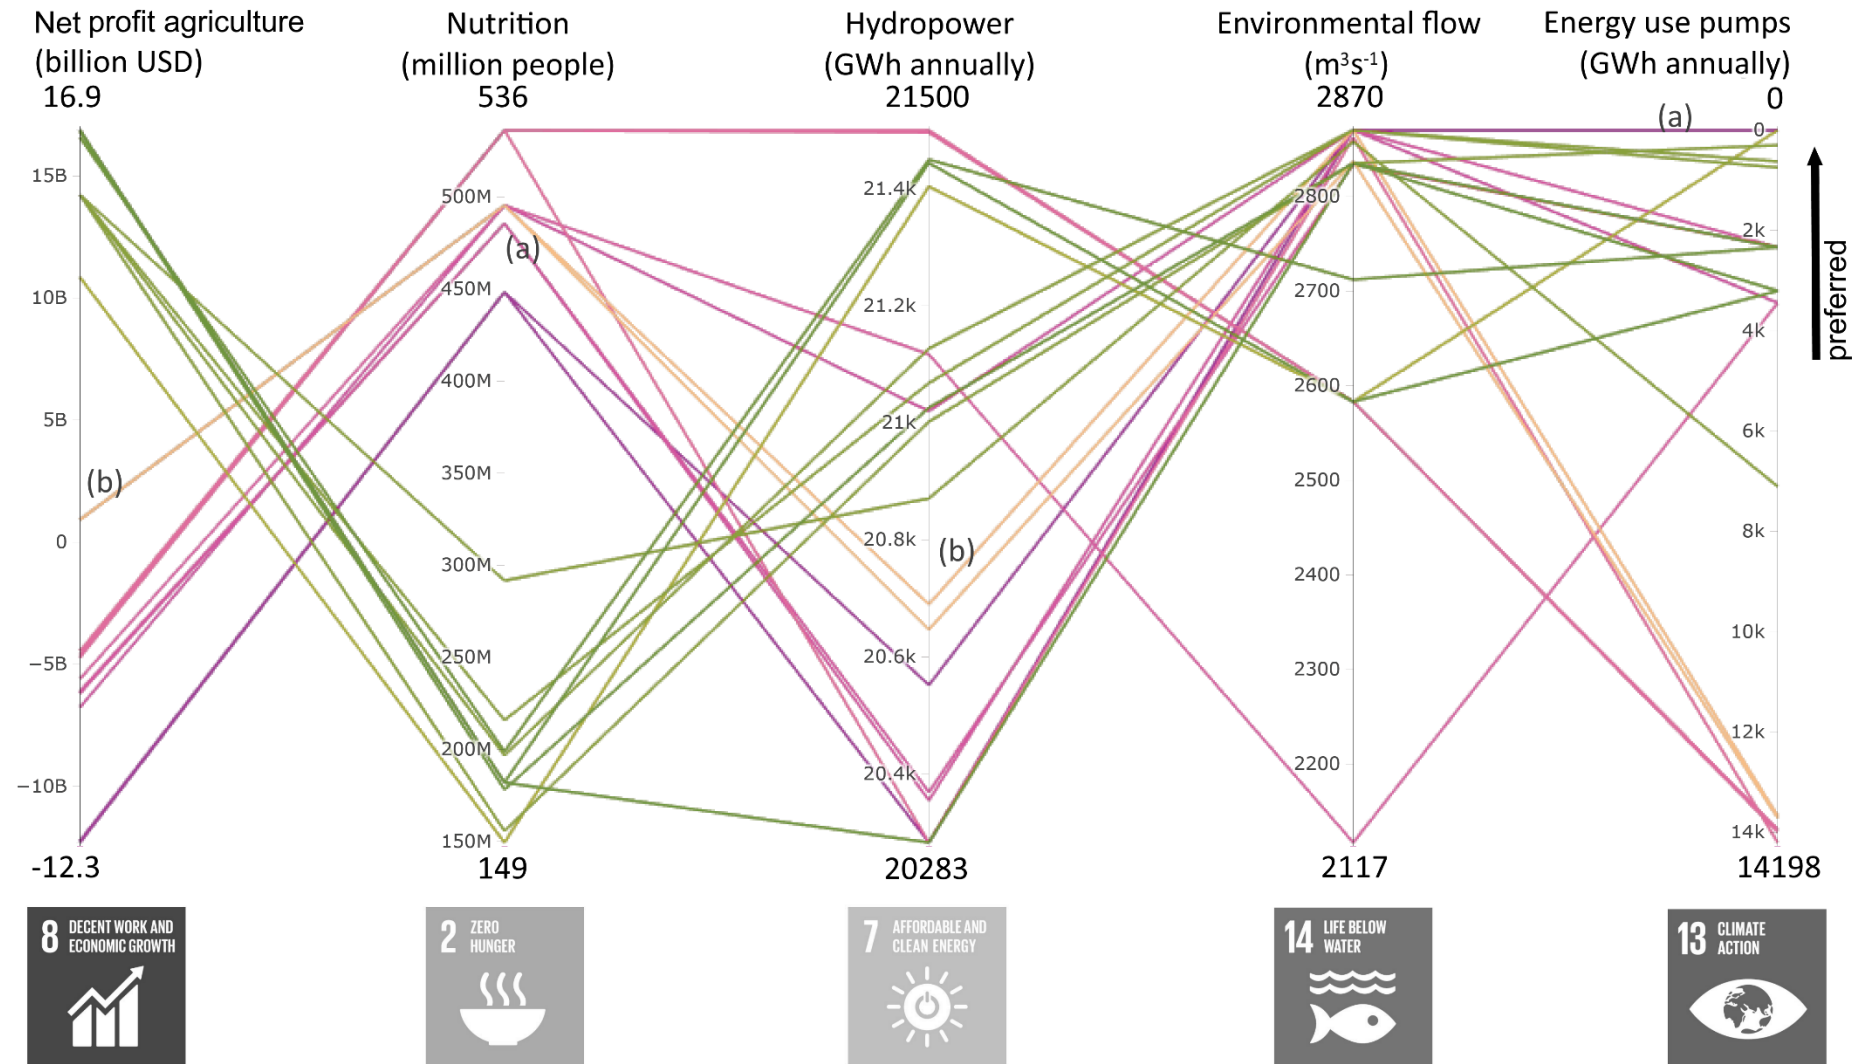 Net profit agriculture
(billion USD)
16.9
Nutrition
(million people)
536
Hydropower
(GWh annually)
21500
Environmental flow
(m³s⁻¹)
2870
Energy use pumps
(GWh annually)
0
(a)
15B
10B
5B
0
−5B
−10B
(b)
500M
450M
400M
350M
300M
250M
200M
150M
(a)
21.4k
21.2k
21k
20.8k
20.6k
20.4k
(b)
2800
2700
2600
2500
2400
2300
2200
0
2k
4k
6k
8k
10k
12k
14k
preferred
-12.3
149
20283
2117
14198
8 DECENT WORK AND
ECONOMIC GROWTH
2 ZERO
HUNGER
7 AFFORDABLE AND
CLEAN ENERGY
14 LIFE BELOW
WATER
13 CLIMATE
ACTION